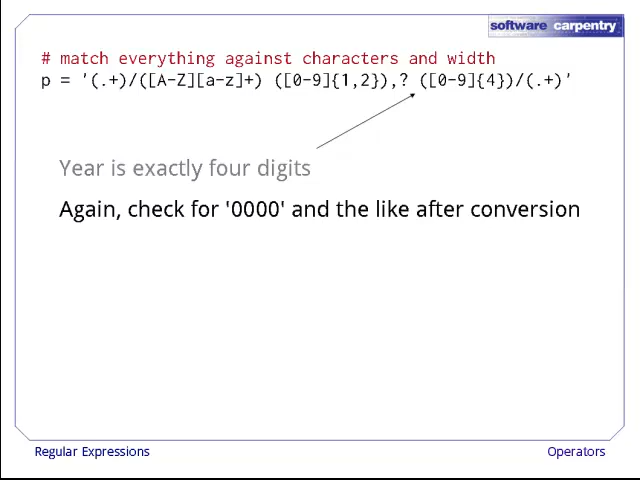 software carpentry
# match everything against characters and width
p = '(.+)/([A-Z][a-z]+) ([0-9]{1,2}),? ([0-9]{4})/(.+)'
Year is exactly four digits
Again, check for '0000' and the like after conversion
Regular Expressions
Operators